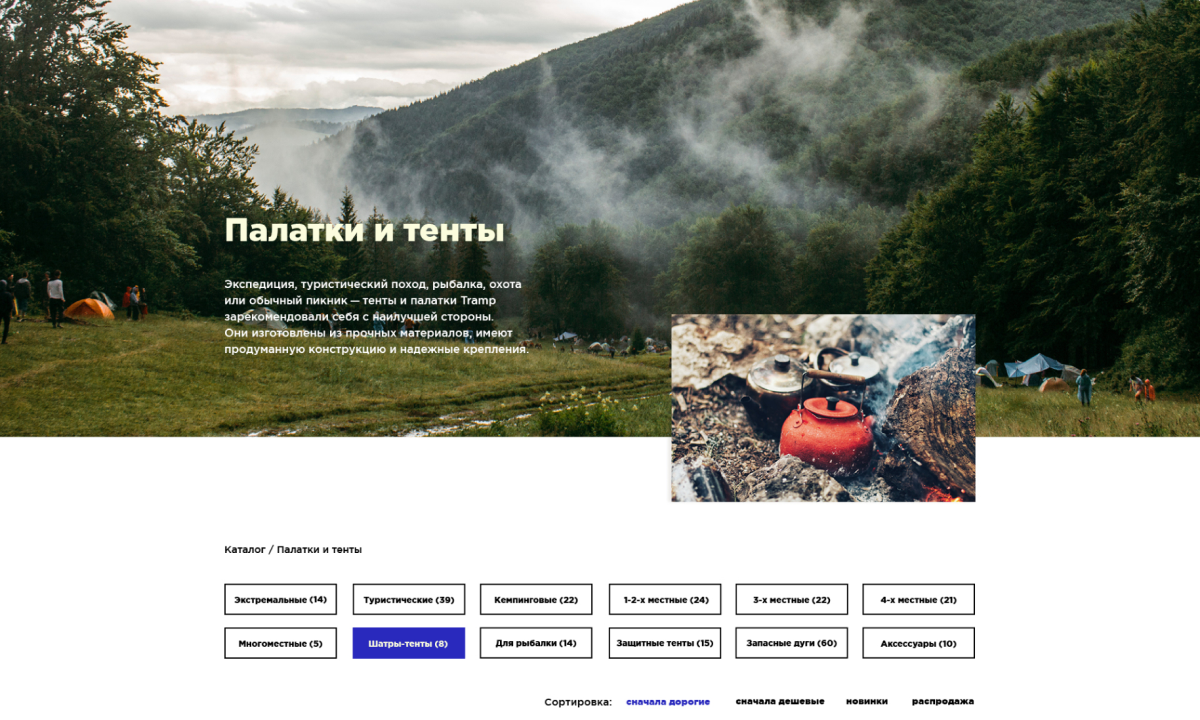 Палатки и тенты
Экспедиция, туристический поход, рыбалка, охота
или обычный пикник — тенты и палатки Tramp
зарекомендовали себя с наилучшей стороны.
Они изготовлены из прочных материалов, имеют
продуманную конструкцию и надежные крепления.
Каталог / Палатки и тенты
Экстремальные (14) Туристические (39) Кемпинговые (22) 1-2-х местные (24) 3-х местные (22) 4-х местные (21)
Многоместные (5) Шатры-тенты (8) Для рыбалки (14) Защитные тенты (15) Запасные дуги (60) Аксессуары (10)
Сортировка: сначала дорогие сначала дешевые новинки распродажа